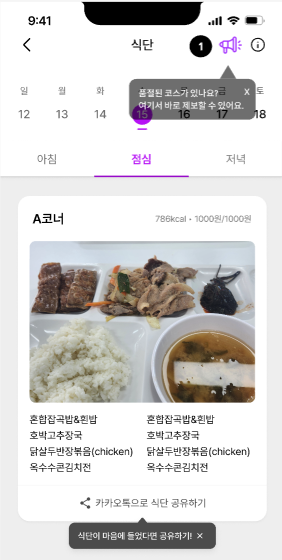 9:41
식단
1
품절된 코스가 있나요? X
여기서 바로 제보할 수 있어요.
일 월 화 금 토
12 13 14 15 16 17 18
아침 점심 저녁
A코너
786kcal • 1000원/1000원
혼합잡곡밥&흰밥 혼합잡곡밥&흰밥
호박고추장국 호박고추장국
닭살두반장볶음(chicken) 닭살두반장볶음(chicken)
옥수수콘김치전 옥수수콘김치전
카카오톡으로 식단 공유하기
식단이 마음에 들었다면 공유하기! ×